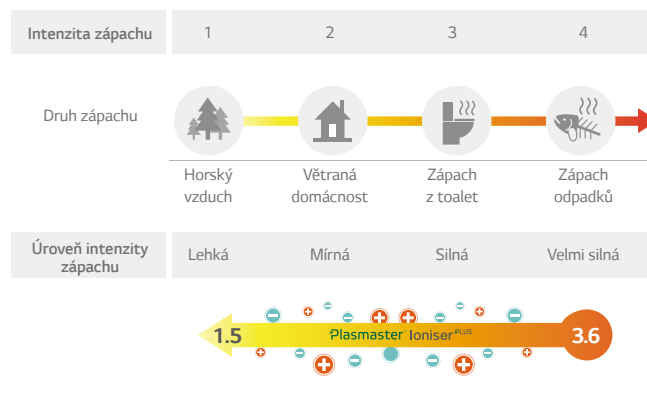 Intenzita zápachu 1 2 3 4
Druh zápachu
Horský Větraná Zápach Zápach
vzduch domácnost z toalet odpadků
Úroveň intenzity
zápachu
Lehká Mírná Silná Velmi silná
1.5 Plasmaster Ioniser PLUS 3.6